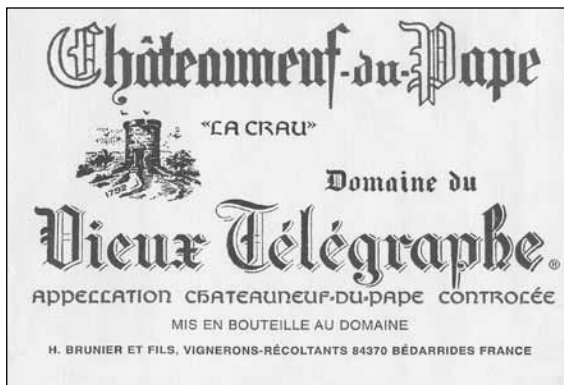 Châteauneuf-du-Pape
"LA CRAU"
1792
Domaine du
Vieux Télégraphe®
APPELLATION CHATEAUNEUF-DU-PAPE CONTROLÉE
MIS EN BOUTEILLE AU DOMAINE
H. BRUNIER ET FILS, VIGNERONS-RÉCOLTANTS 84370 BÉDARRIDES FRANCE